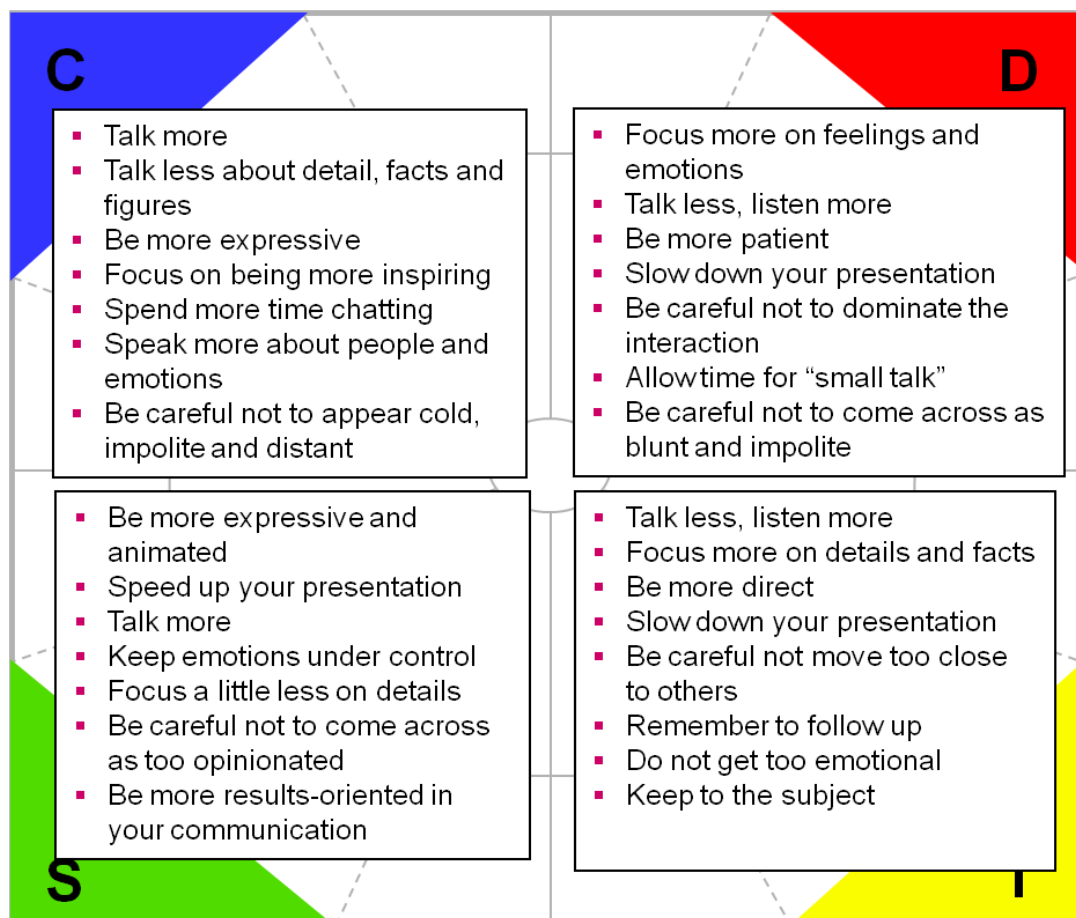 C
Talk more
Talk less about detail, facts and
figures
Be more expressive
Focus on being more inspiring
Spend more time chatting
Speak more about people and
emotions
Be careful not to appear cold,
impolite and distant
D
Focus more on feelings and
emotions
Talk less, listen more
Be more patient
Slow down your presentation
Be careful not to dominate the
interaction
Allow time for “small talk”
Be careful not to come across as
blunt and impolite
Be more expressive and
animated
Speed up your presentation
Talk more
Keep emotions under control
Focus a little less on details
Be careful not to come across
as too opinionated
Be more results-oriented in
your communication
S
Talk less, listen more
Focus more on details and facts
Be more direct
Slow down your presentation
Be careful not move too close
to others
Remember to follow up
Do not get too emotional
Keep to the subject
I